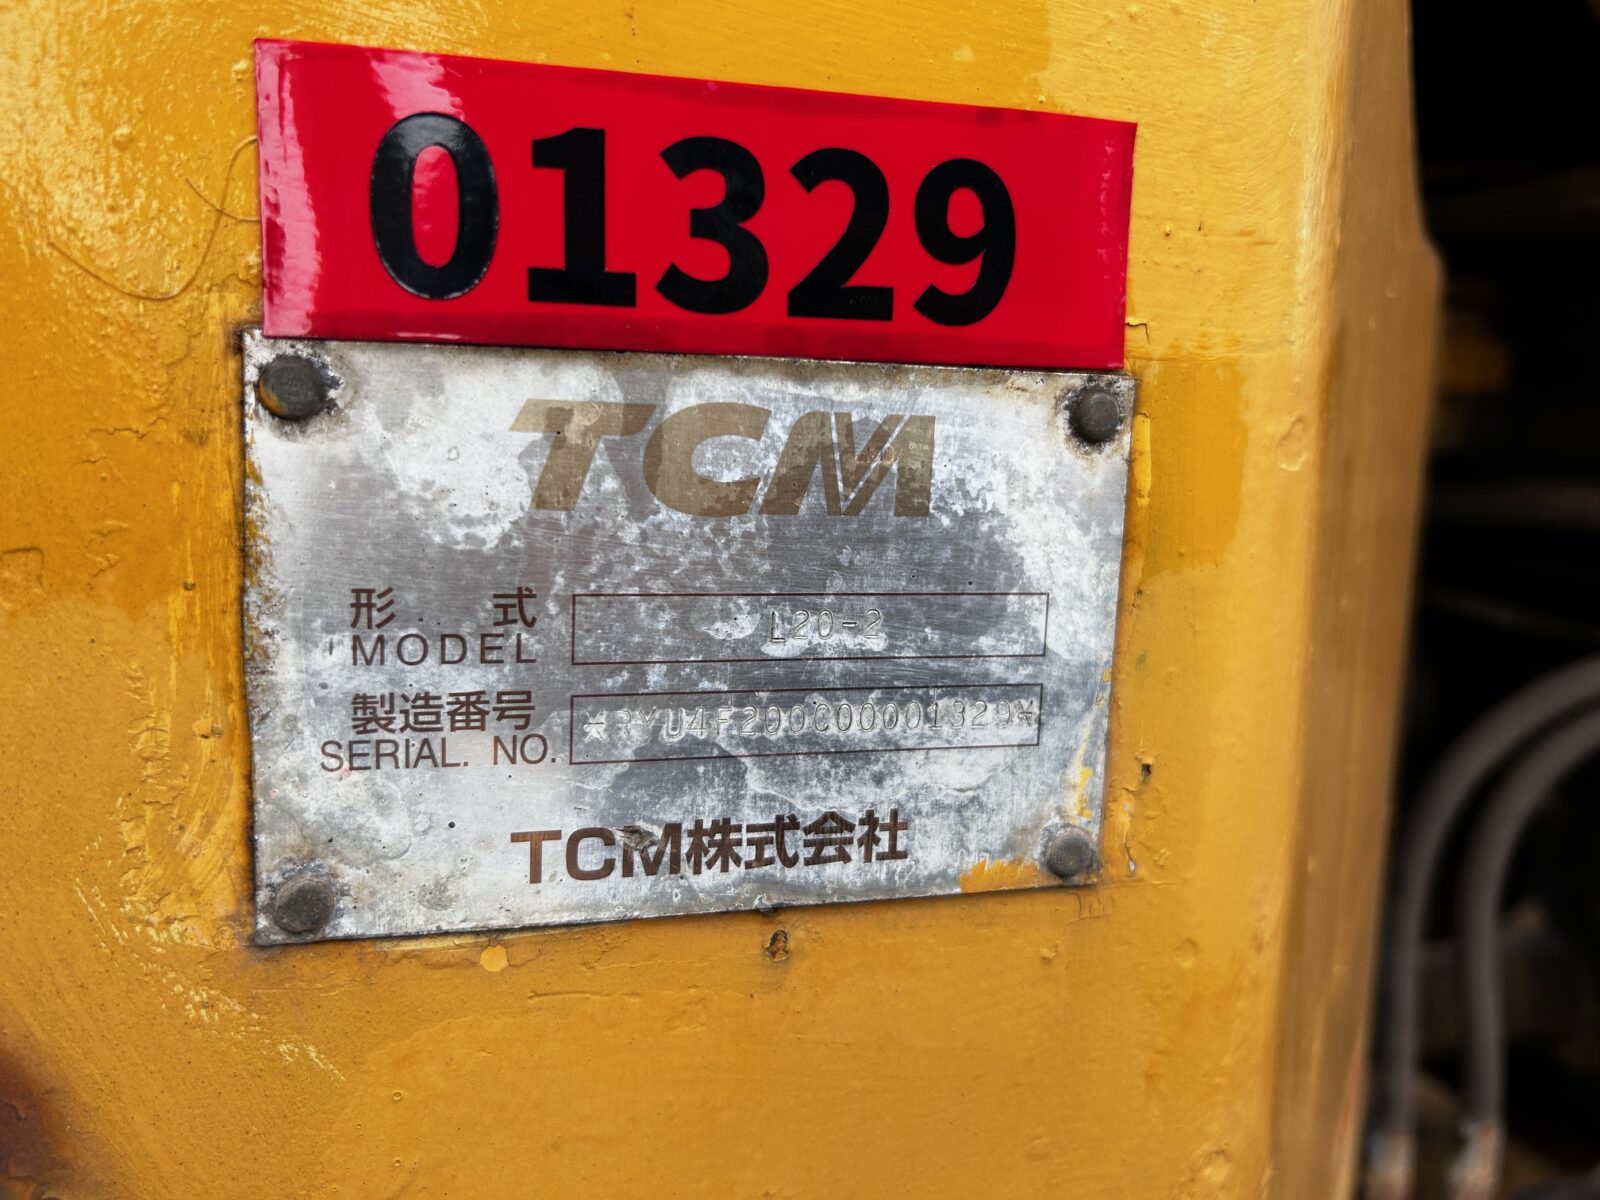 01329
TCM
形式
MODEL L20-2
製造番号
SERIAL. NO. *RYU4F200C00001329*
TCM株式会社